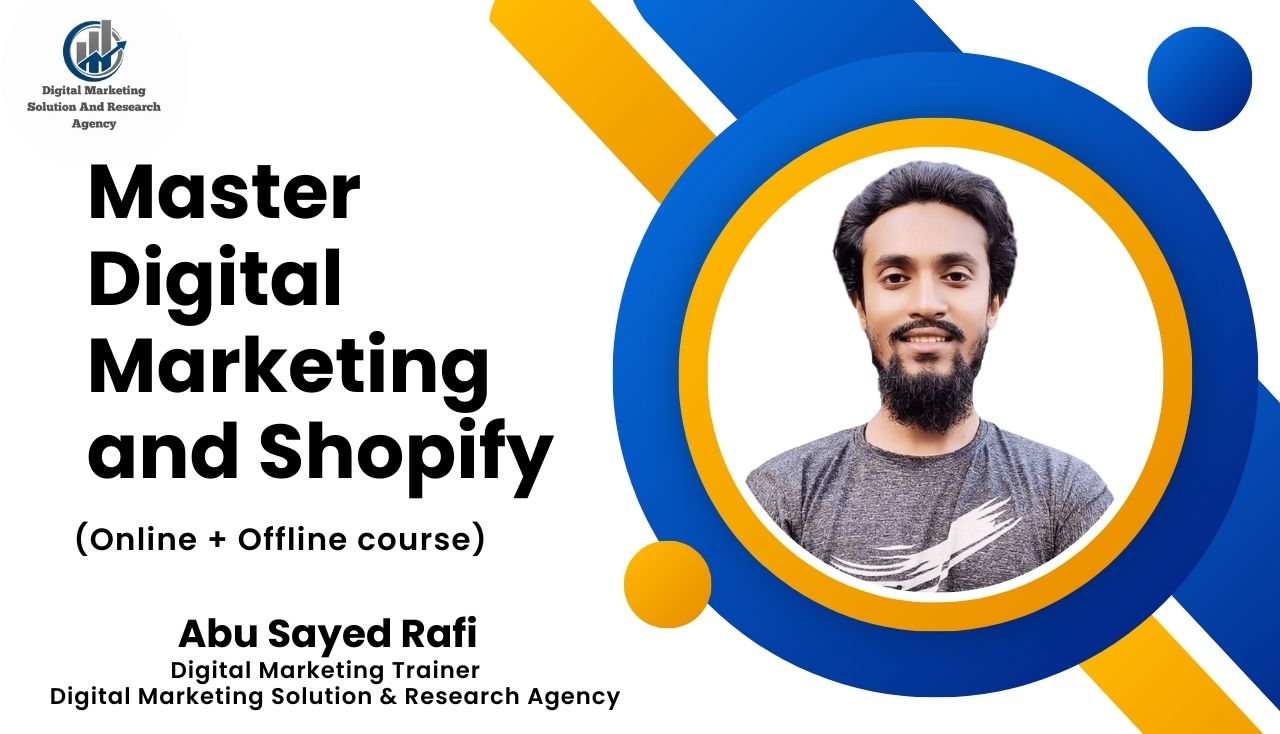 Digital Marketing
Solution And Research
Agency
Master
Digital
Marketing
and Shopify
(Online + Offline course)
Abu Sayed Rafi
Digital Marketing Trainer
Digital Marketing Solution & Research Agency